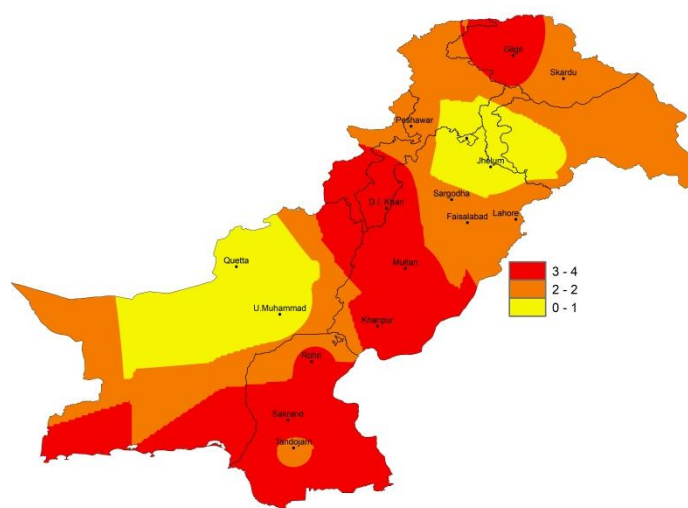 Gilgit
Skardu
Peshawar
Jhelum
Sargodha
D.I. Khan
Faisalabad
Lahore
Quetta
Multan
3 - 4
2 - 2
0 - 1
U.Muhammad
Khanpur
Rohri
Sakrand
Tandojam